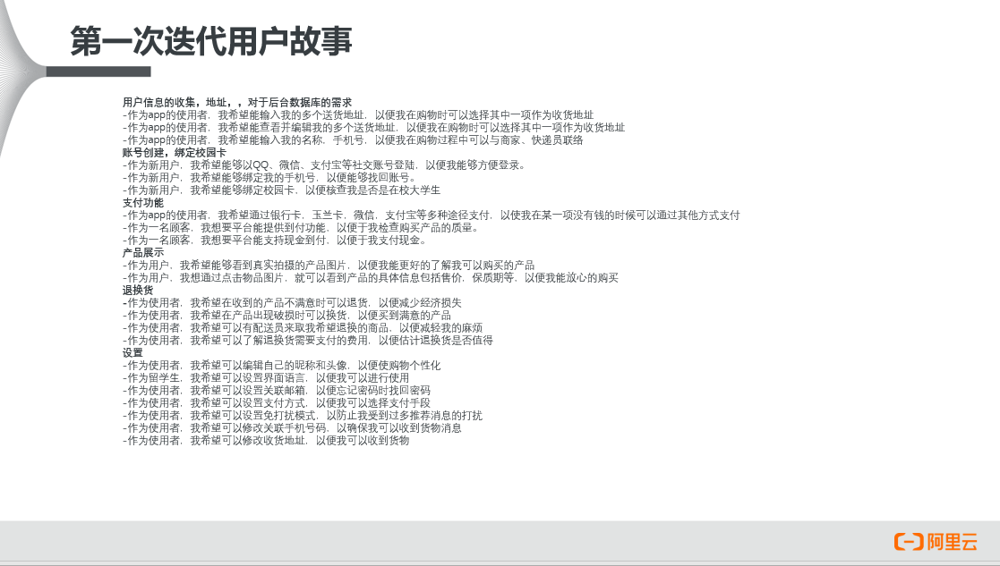 第一次迭代用户故事
用户信息的收集，地址，，对于后台数据库的需求
-作为app的使用者，我希望能输入我的多个送货地址，以便我在购物时可以选择其中一项作为收货地址
-作为app的使用者，我希望能查看并编辑我的多个送货地址，以便我在购物时可以选择其中一项作为收货地址
-作为app的使用者，我希望能输入我的名称，手机号，以便我在购物过程中可以与商家、快递员联络
账号创建，绑定校园卡
-作为新用户，我希望能够以QQ、微信、支付宝等社交账号登陆，以便我能够方便登录。
-作为新用户，我希望能够绑定我的手机号，以便能够找回账号。
-作为新用户，我希望能够绑定校园卡，以便核查我是否是在校大学生
支付功能
-作为app的使用者，我希望通过银行卡，玉兰卡，微信，支付宝等多种途径支付，以使我在某一项没有钱的时候可以通过其他方式支付
-作为一名顾客，我想要平台能提供到付功能，以便于我检查购买产品的质量。
-作为一名顾客，我想要平台能支持现金到付，以便于我支付现金。
产品展示
-作为用户，我希望能够看到真实拍摄的产品图片，以便我能更好的了解我可以购买的产品
-作为用户，我想通过点击物品图片，就可以看到产品的具体信息包括售价，保质期等，以便我能放心的购买
退换货
-作为使用者，我希望在收到的产品不满意时可以退货，以便减少经济损失
-作为使用者，我希望在产品出现破损时可以换货，以便买到满意的产品
-作为使用者，我希望可以有配送员来取我希望退换的商品，以便减轻我的麻烦
-作为使用者，我希望可以了解退换货需要支付的费用，以便估计退换货是否值得
设置
-作为使用者，我希望可以编辑自己的昵称和头像，以便使购物个性化
-作为留学生，我希望可以设置界面语言，以便我可以进行使用
-作为使用者，我希望可以设置关联邮箱，以便忘记密码时找回密码
-作为使用者，我希望可以设置支付方式，以便我可以选择支付手段
-作为使用者，我希望可以设置免打扰模式，以防止我受到过多推荐消息的打扰
-作为使用者，我希望可以修改关联手机号码，以确保我可以收到货物消息
-作为使用者，我希望可以修改收货地址，以便我可以收到货物
阿里云